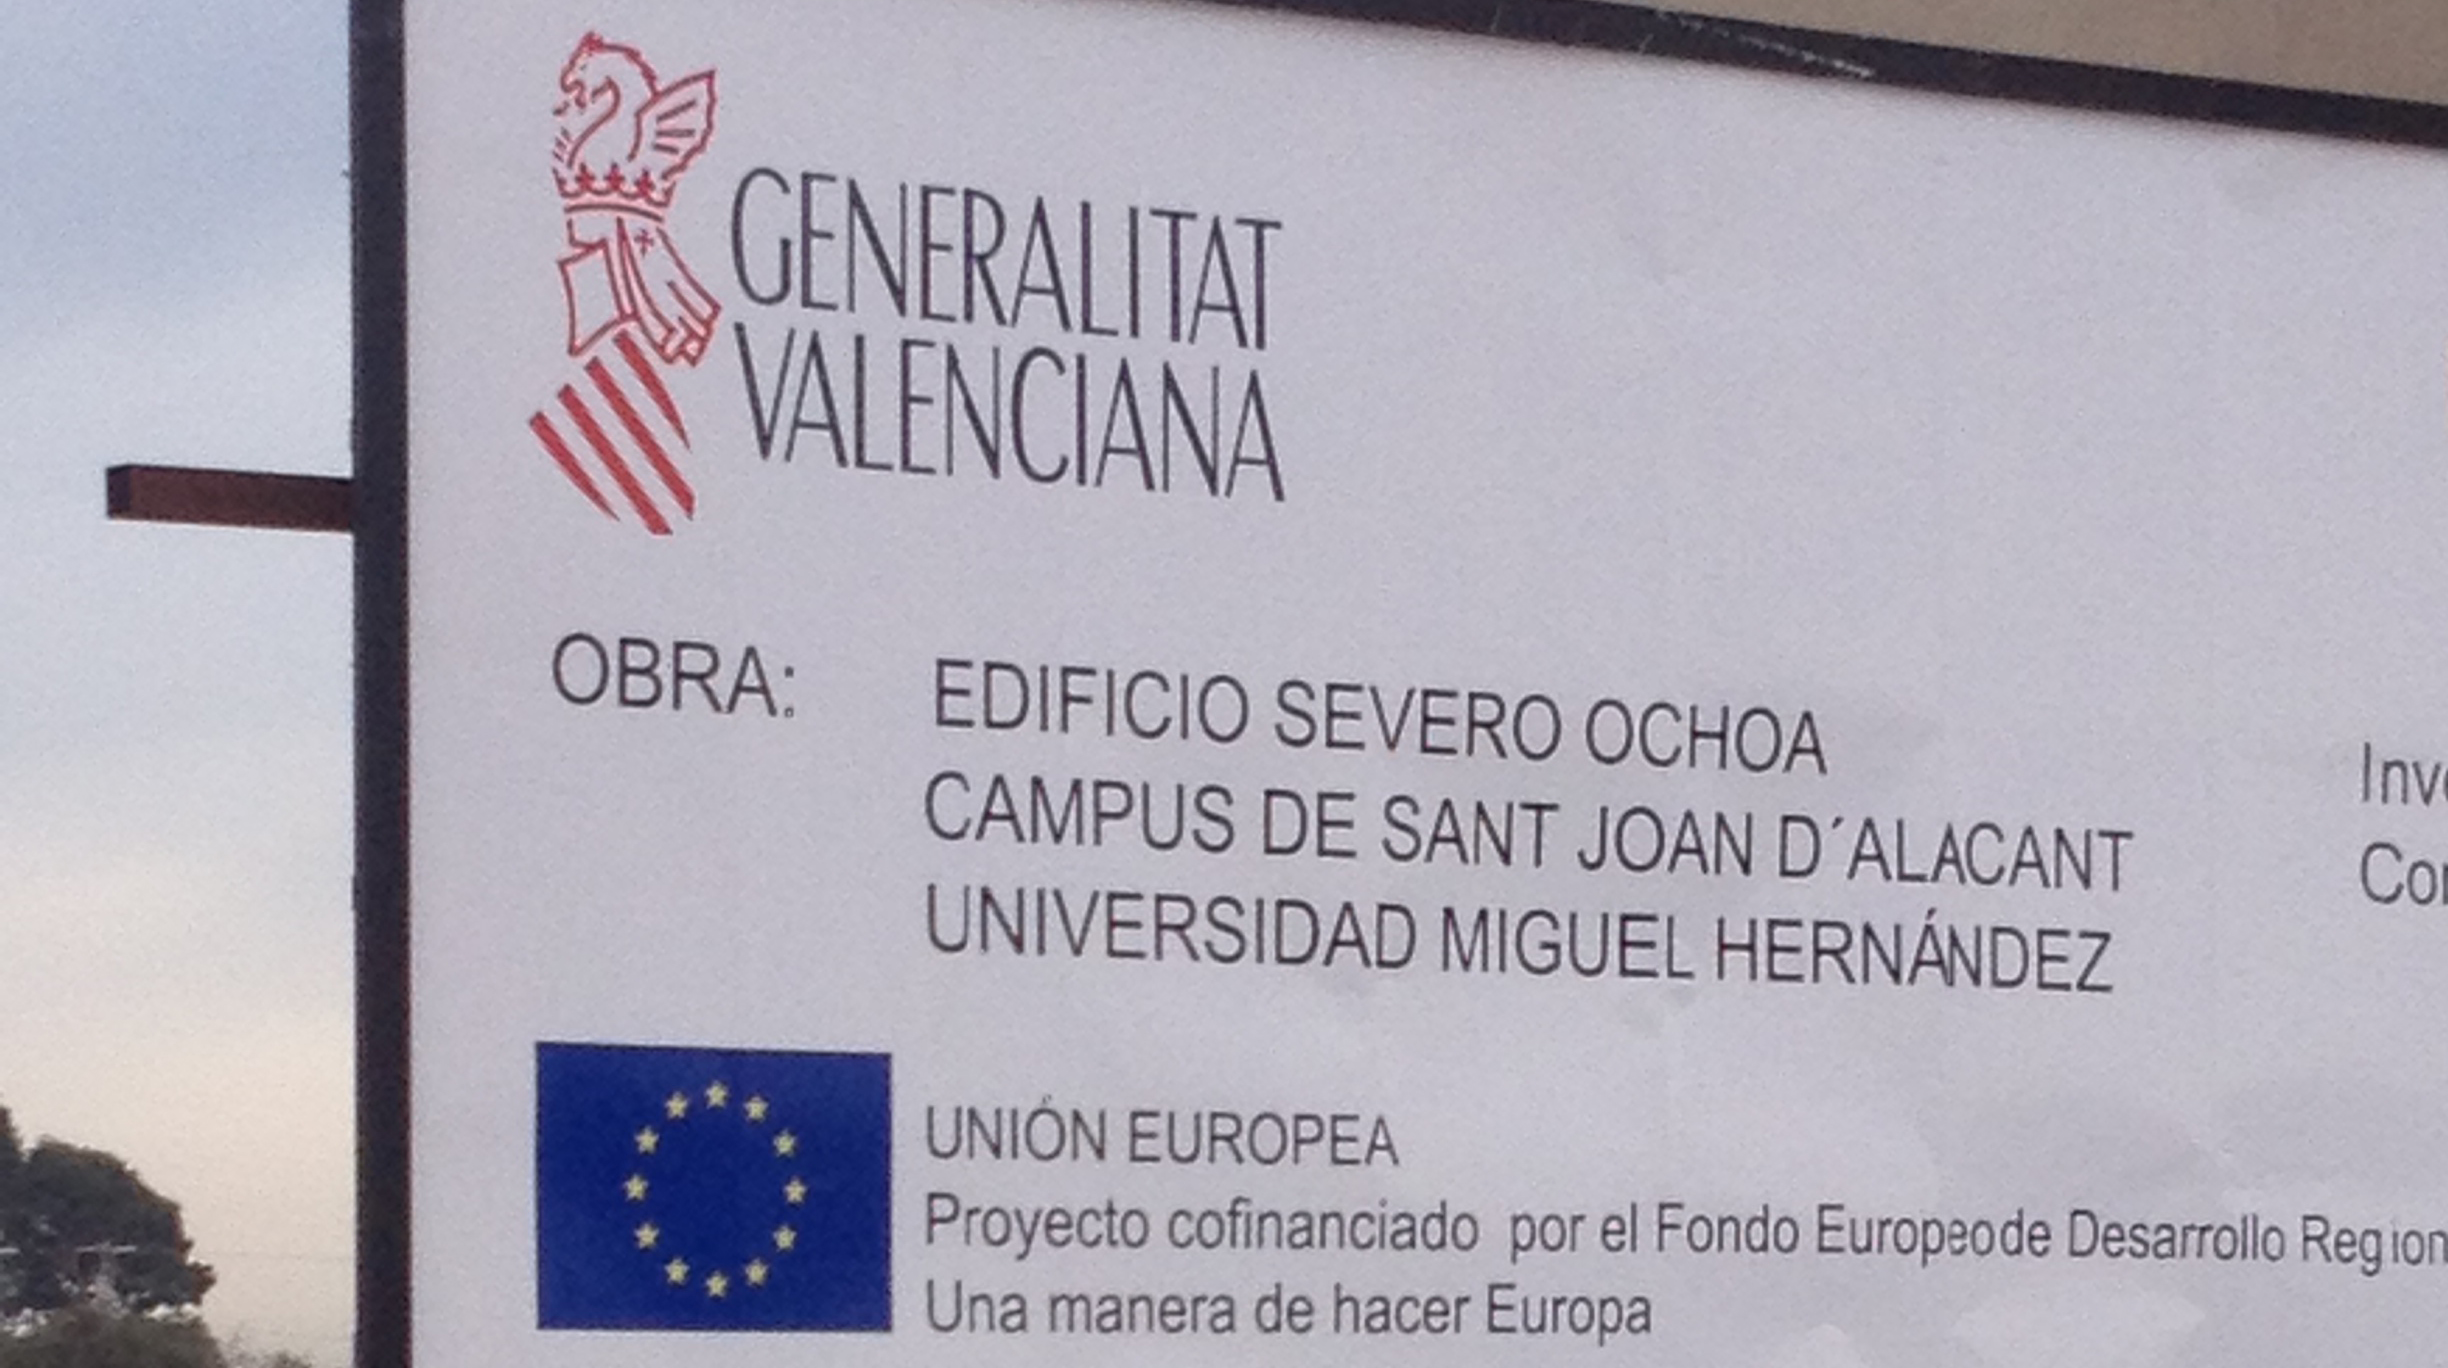 GENERALITAT
VALENCIANA
OBRA: EDIFICIO SEVERO OCHOA
CAMPUS DE SANT JOAN D´ALACANT
UNIVERSIDAD MIGUEL HERNÁNDEZ
UNIÓN EUROPEA
Proyecto cofinanciado por el Fondo Europeode Desarrollo Region
Una manera de hacer Europa